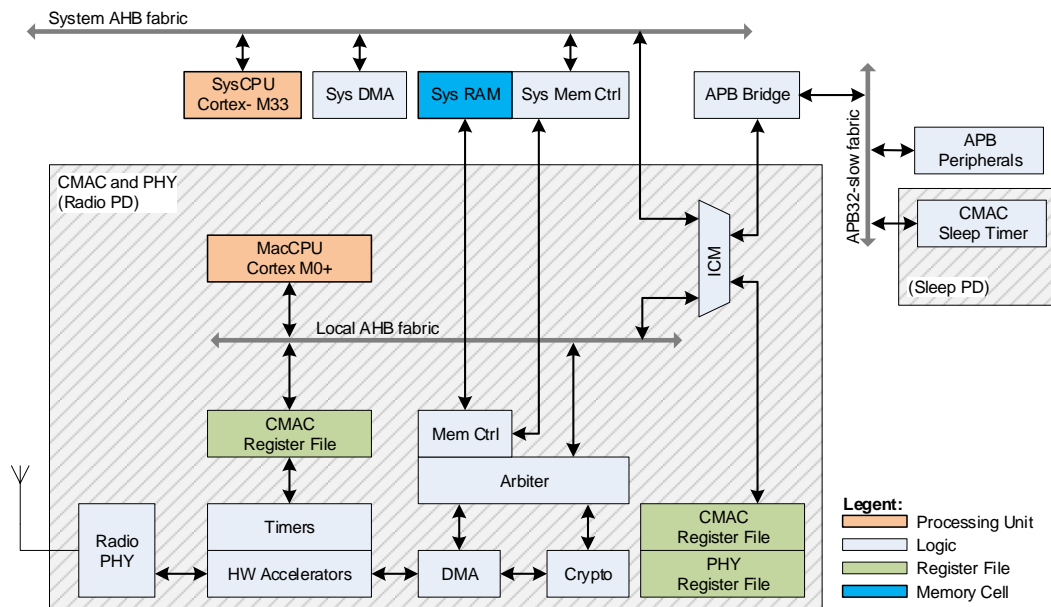 System AHB fabric
SysCPU
Cortex- M33
Sys DMA
Sys RAM
Sys Mem Ctrl
APB Bridge
APB32-slow fabric
APB
Peripherals
CMAC
Sleep Timer
(Sleep PD)
CMAC and PHY
(Radio PD)
MacCPU
Cortex M0+
ICM
Local AHB fabric
CMAC
Register File
Mem Ctrl
Arbiter
Radio
PHY
Timers
HW Accelerators
DMA
Crypto
CMAC
Register File
PHY
Register File
Legent:
Processing Unit
Logic
Register File
Memory Cell